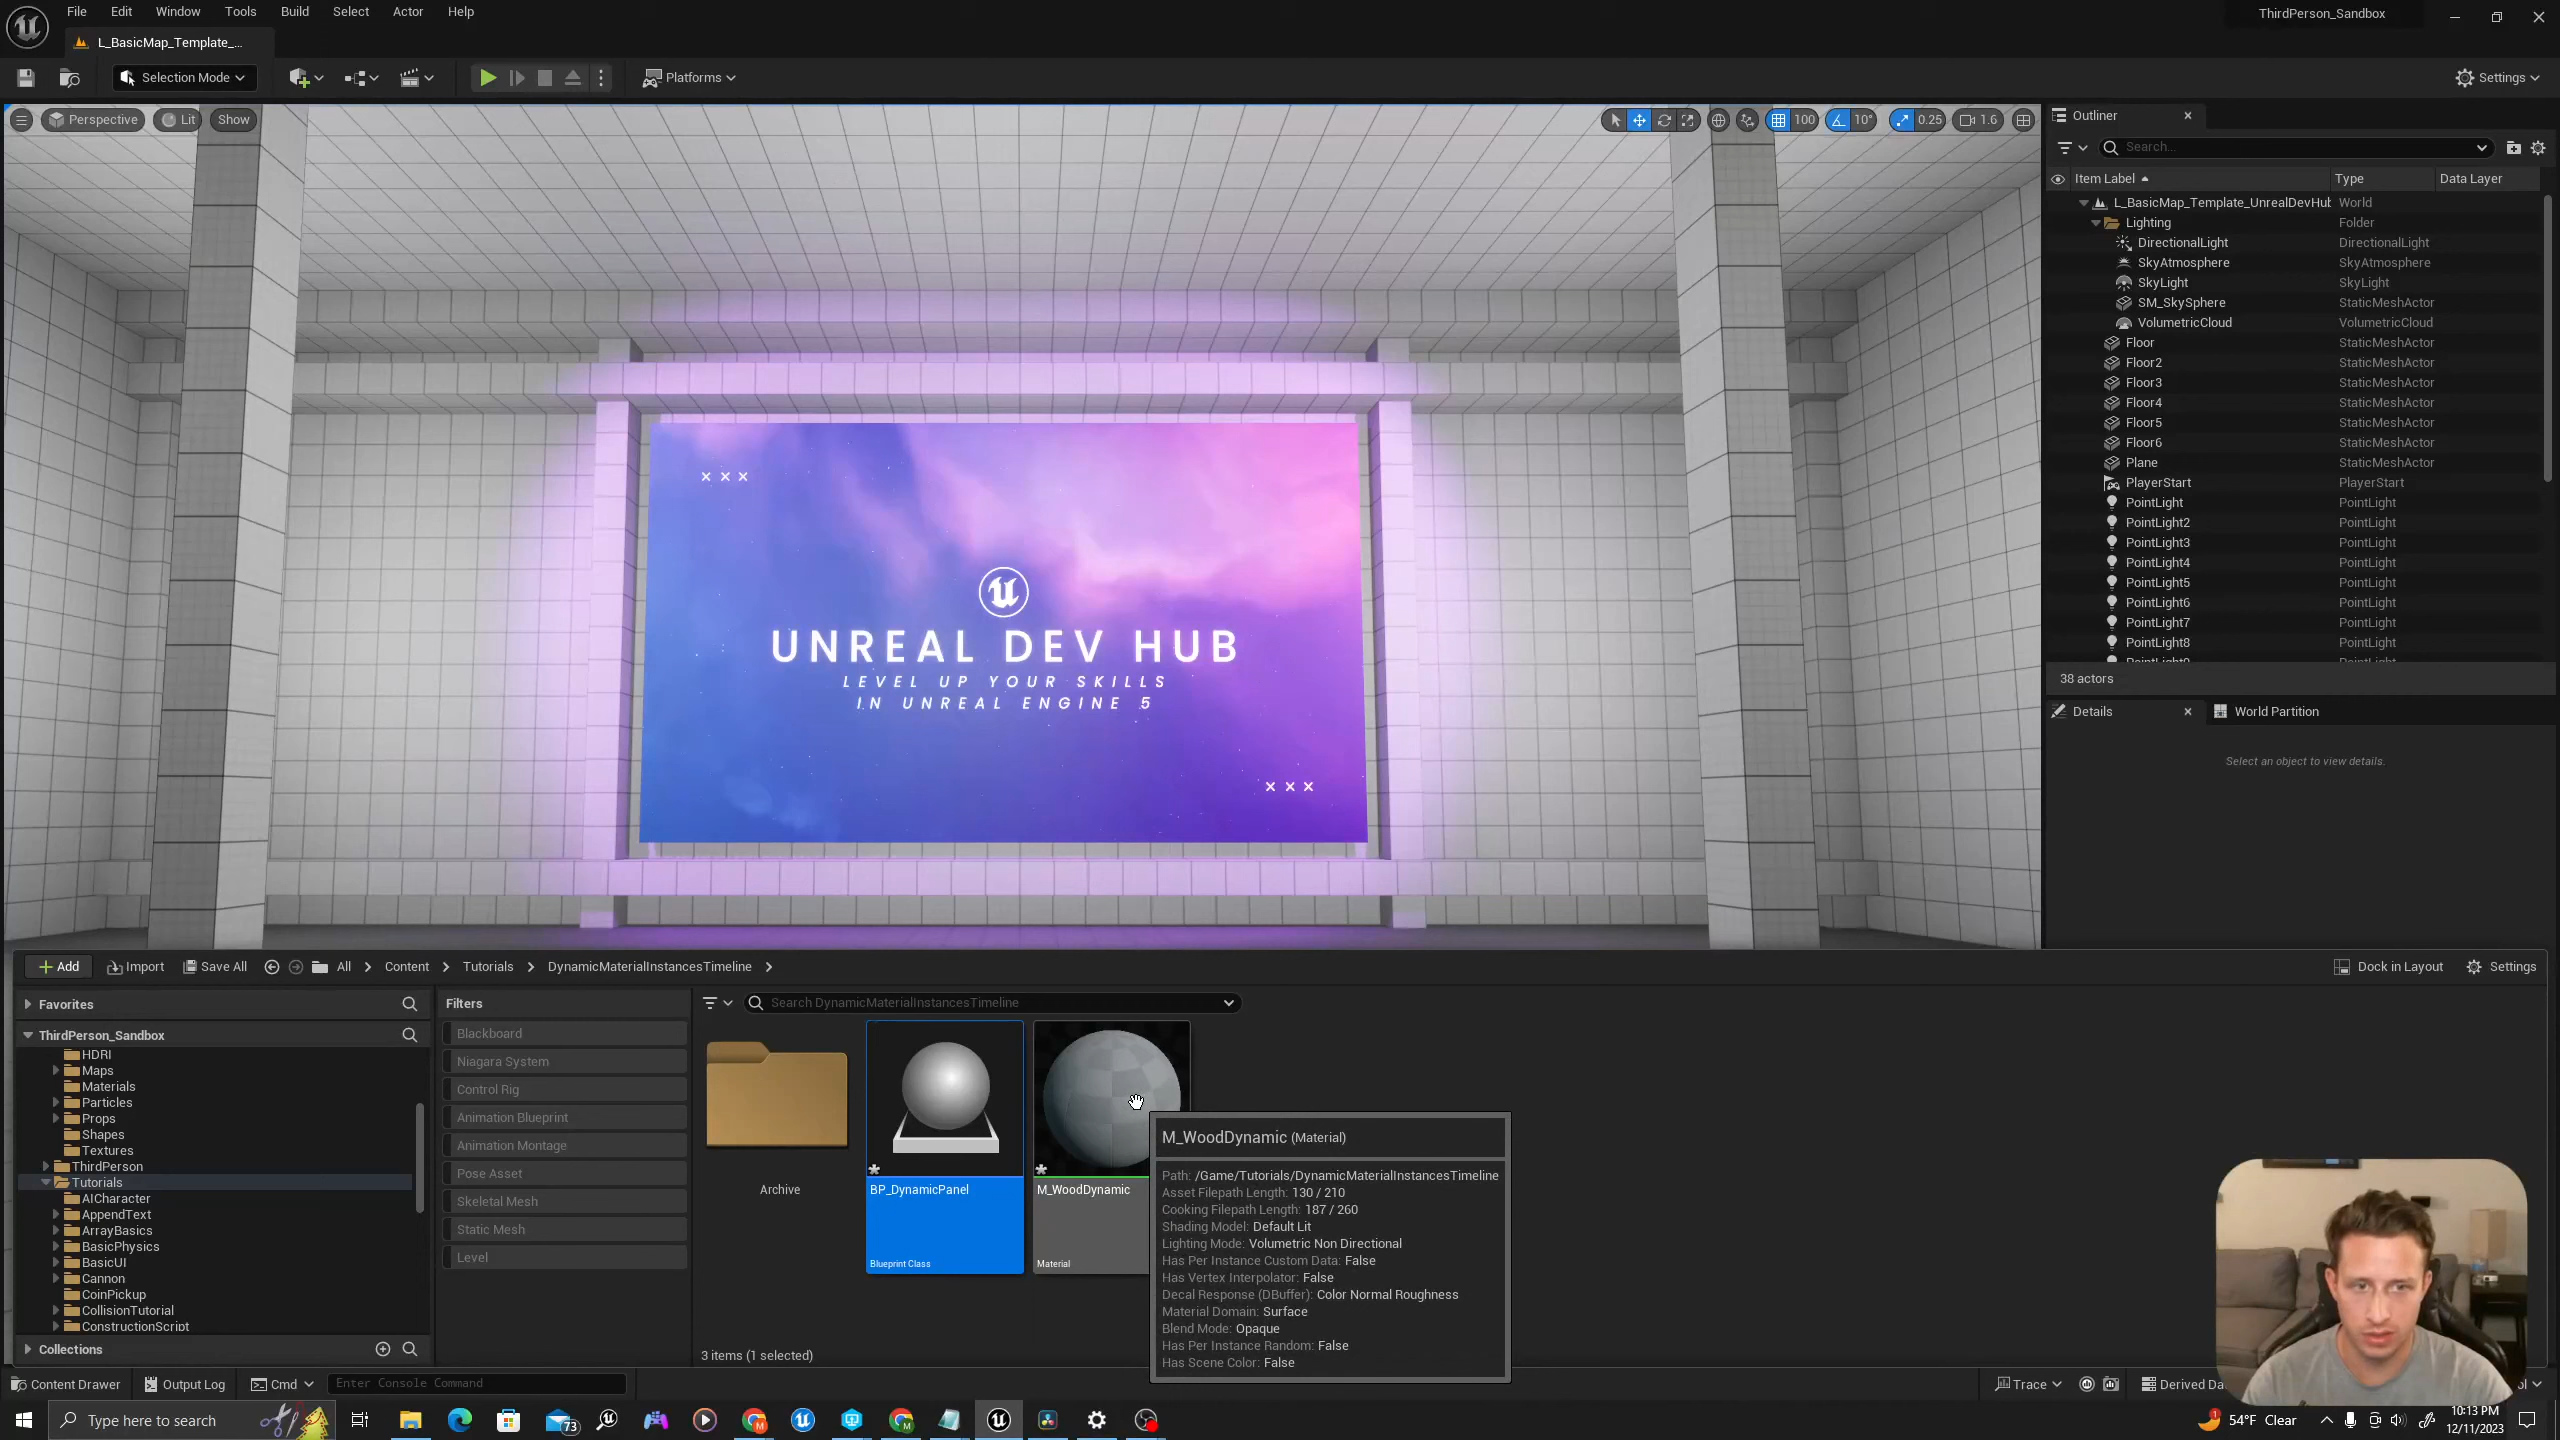 File Edit Window Tools Build Select Actor Help
ThirdPerson_Sandbox
L_BasicMap_Template_...
Selection Mode
Platforms
Settings
Perspective Lit Show
100 10° 0.25 1.6
Outliner
Search...
Item Label Type Data Layer
L_BasicMap_Template_UnrealDevHub World
Lighting Folder
DirectionalLight DirectionalLight
SkyAtmosphere SkyAtmosphere
SkyLight SkyLight
SM_SkySphere StaticMeshActor
VolumetricCloud VolumetricCloud
Floor StaticMeshActor
Floor2 StaticMeshActor
Floor3 StaticMeshActor
Floor4 StaticMeshActor
Floor5 StaticMeshActor
Floor6 StaticMeshActor
Plane StaticMeshActor
PlayerStart PlayerStart
PointLight PointLight
PointLight2 PointLight
PointLight3 PointLight
PointLight4 PointLight
PointLight5 PointLight
PointLight6 PointLight
PointLight7 PointLight
PointLight8 PointLight
38 actors
Details World Partition
Select an object to view details.
× × ×
UNREAL DEV HUB
LEVEL UP YOUR SKILLS
IN UNREAL ENGINE 5
× × ×
Add Import Save All All > Content > Tutorials > DynamicMaterialInstancesTimeline >
Dock in Layout Settings
Favorites
ThirdPerson_Sandbox
HDRI
Maps
Materials
Particles
Props
Shapes
Textures
ThirdPerson
Tutorials
AICharacter
AppendText
ArrayBasics
BasicPhysics
BasicUI
Cannon
CoinPickup
CollisionTutorial
ConstructionScript
Collections
Filters
Blackboard
Niagara System
Control Rig
Animation Blueprint
Animation Montage
Pose Asset
Skeletal Mesh
Static Mesh
Level
Search DynamicMaterialInstancesTimeline
Archive
BP_DynamicPanel
Blueprint Class
M_WoodDynamic
Material
3 items (1 selected)
M_WoodDynamic (Material)
Path: /Game/Tutorials/DynamicMaterialInstancesTimeline
Asset Filepath Length: 130 / 210
Cooking Filepath Length: 187 / 260
Shading Model: Default Lit
Lighting Mode: Volumetric Non Directional
Has Per Instance Custom Data: False
Has Vertex Interpolator: False
Decal Response (DBuffer): Color Normal Roughness
Material Domain: Surface
Blend Mode: Opaque
Has Per Instance Random: False
Has Scene Color: False
Content Drawer Output Log Cmd Enter Console Command
Trace Derived Da
Type here to search
73
54°F Clear
10:13 PM
12/11/2023